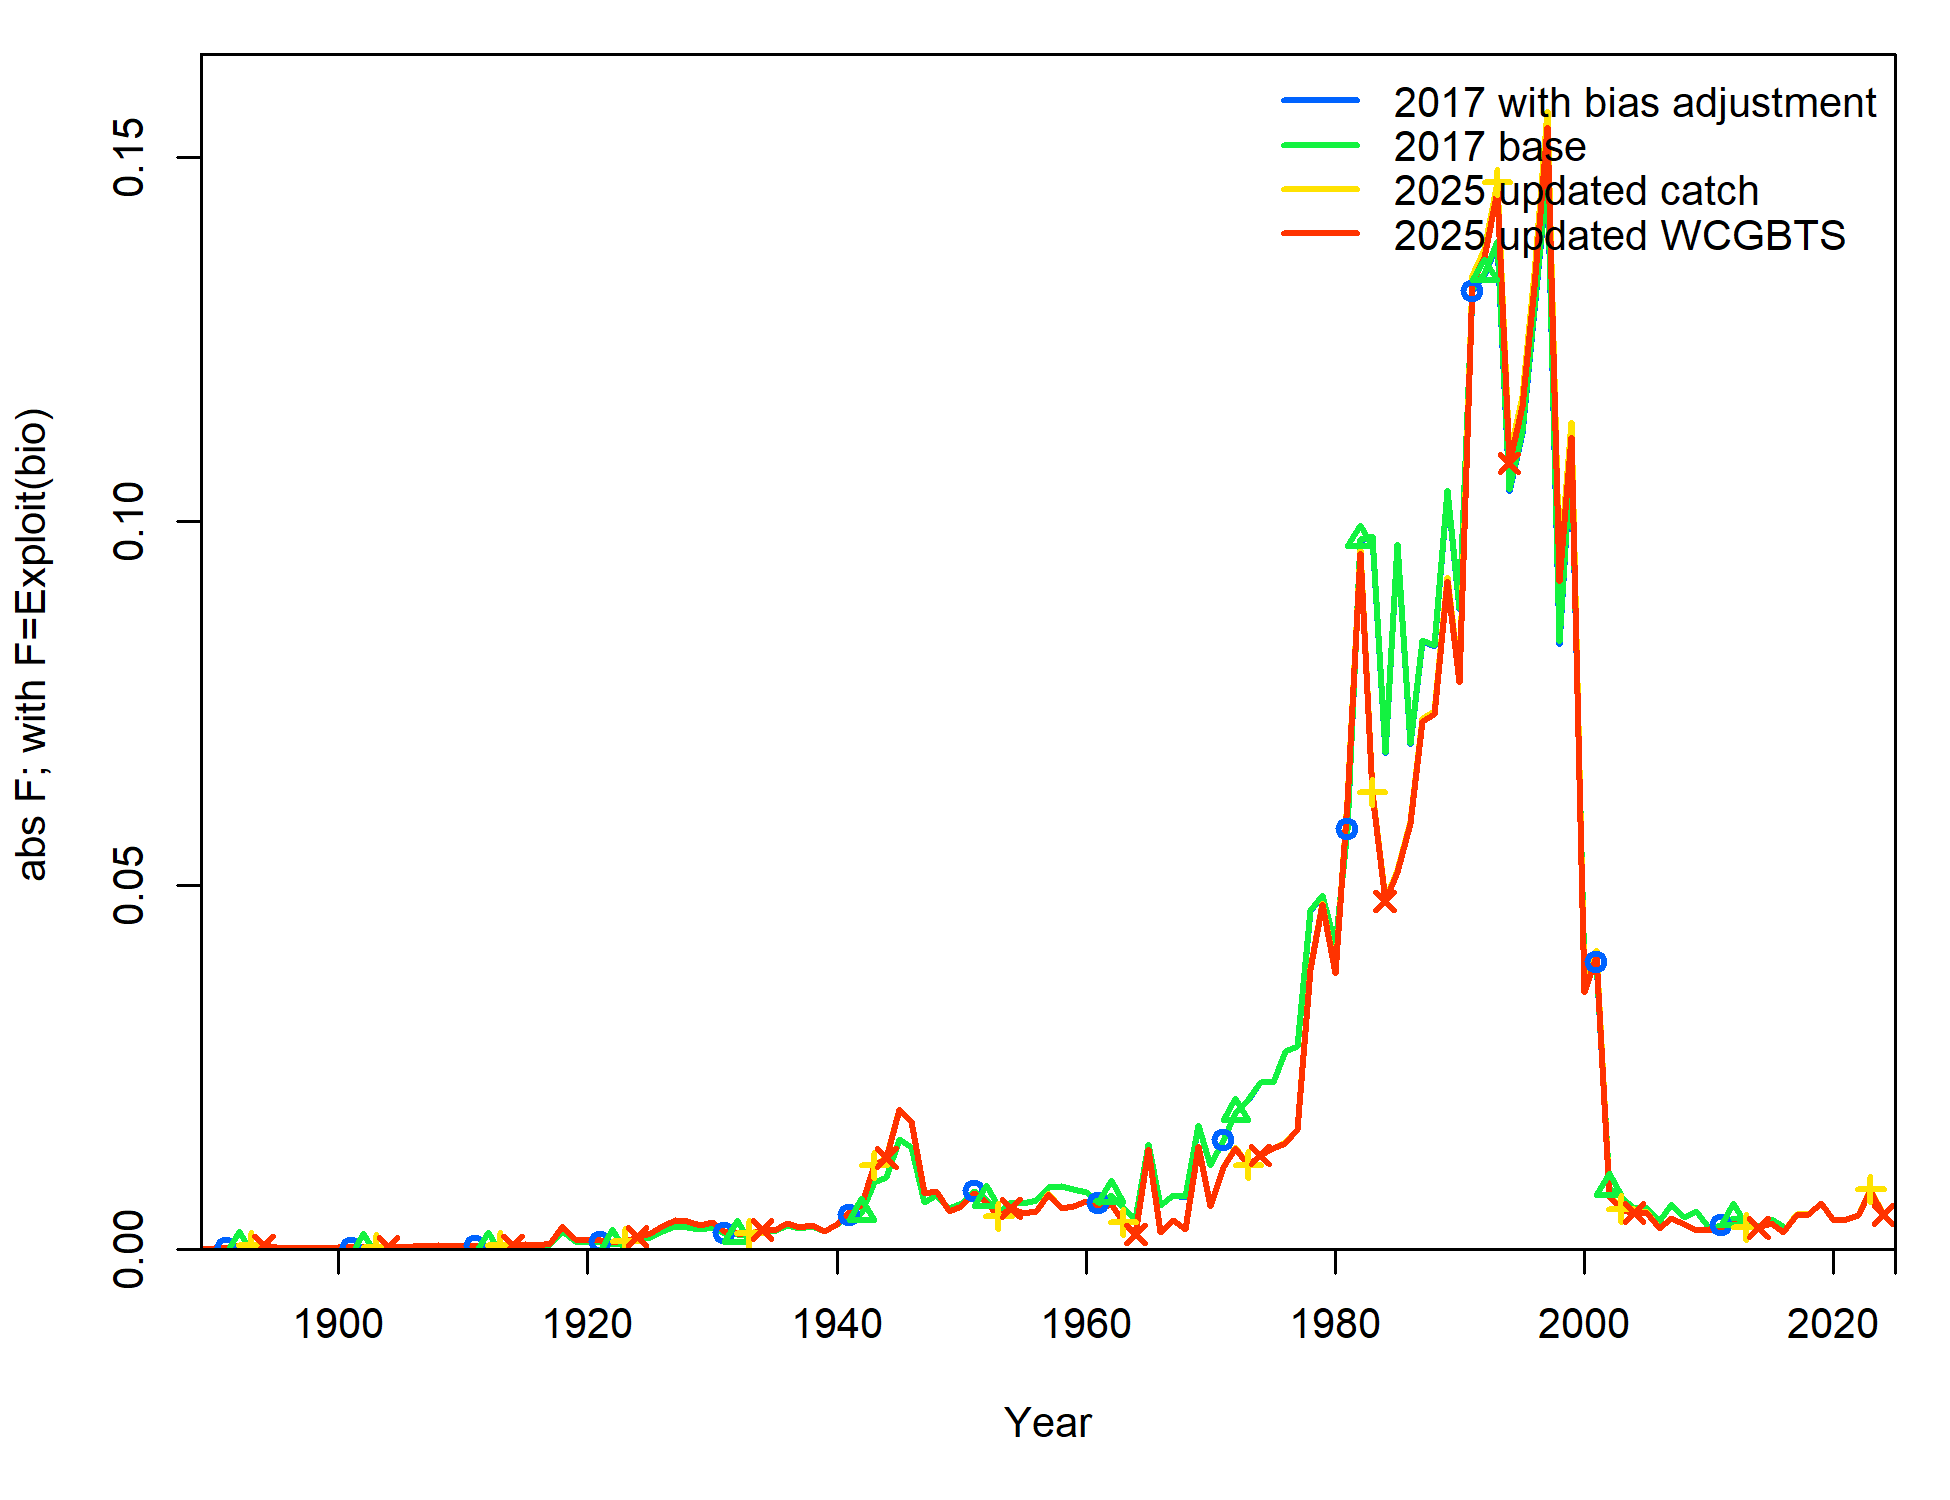 2017 with bias adjustment
2017 base
2025 updated catch
2025 updated WCGBTS
abs F; with F=Exploit(bio)
0.15
0.10
0.05
0.00
1900 1920 1940 1960 1980 2000 2020
Year